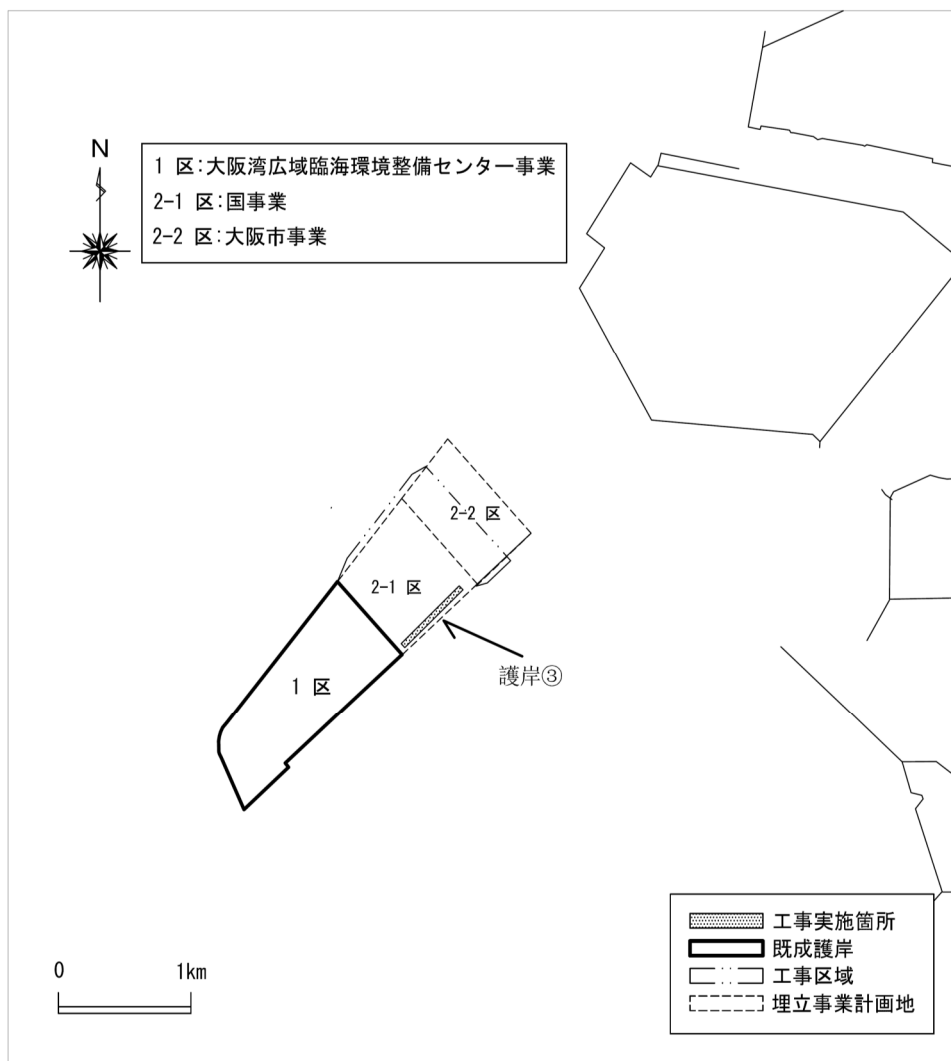 N
1 区:大阪湾広域臨海環境整備センター事業
2-1 区:国事業
2-2 区:大阪市事業
2-2 区
2-1 区
護岸③
1 区
0 1km
工事実施箇所
既成護岸
工事区域
埋立事業計画地